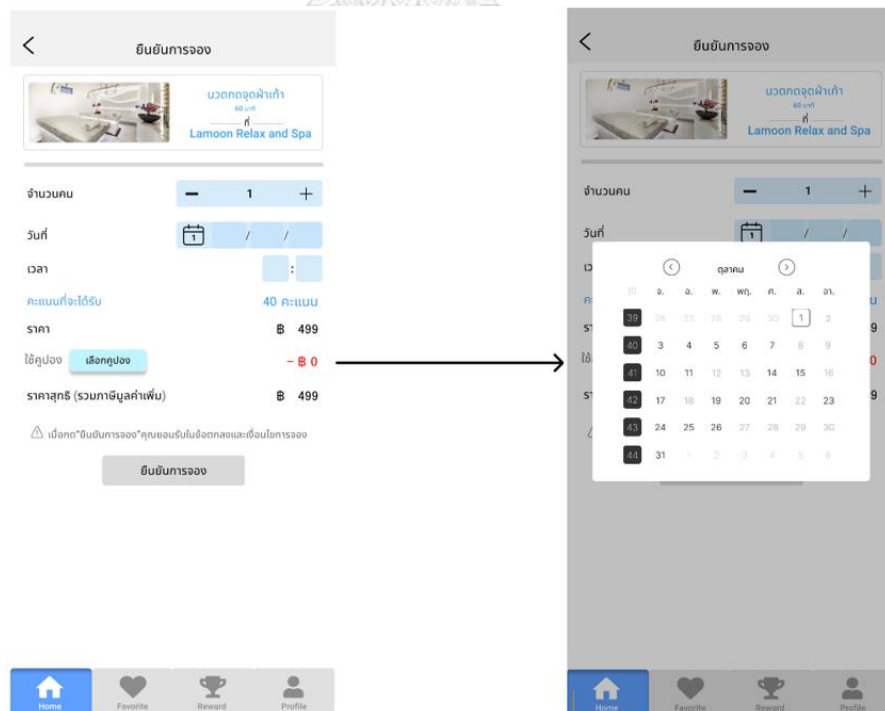 ยืนยันการจอง
นวดกดจุดฝ่าเท้า
60 นาที
ที่
Lamoon Relax and Spa
จำนวนคน − 1 +
วันที่ 1 / /
เวลา :
คะแนนที่จะได้รับ 40 คะแนน
ราคา ฿ 499
ใช้คูปอง เลือกคูปอง - ฿ 0
ราคาสุทธิ (รวมภาษีมูลค่าเพิ่ม) ฿ 499
เมื่อกด"ยืนยันการจอง"คุณยอมรับในข้อตกลงและเงื่อนไขการจอง
ยืนยันการจอง
Home Favorite Reward Profile
ยืนยันการจอง
นวดกดจุดฝ่าเท้า
60 นาที
ที่
Lamoon Relax and Spa
จำนวนคน − 1 +
วันที่ 1 / /
ตุลาคม
10 จ. อ. พ. พฤ. ศ. ส. อา.
39 26 27 28 29 30 1 2
40 3 4 5 6 7 8 9
41 10 11 12 13 14 15 16
42 17 18 19 20 21 22 23
43 24 25 26 27 28 29 30
44 31 1 2 3 4 5 6
Home Favorite Reward Profile